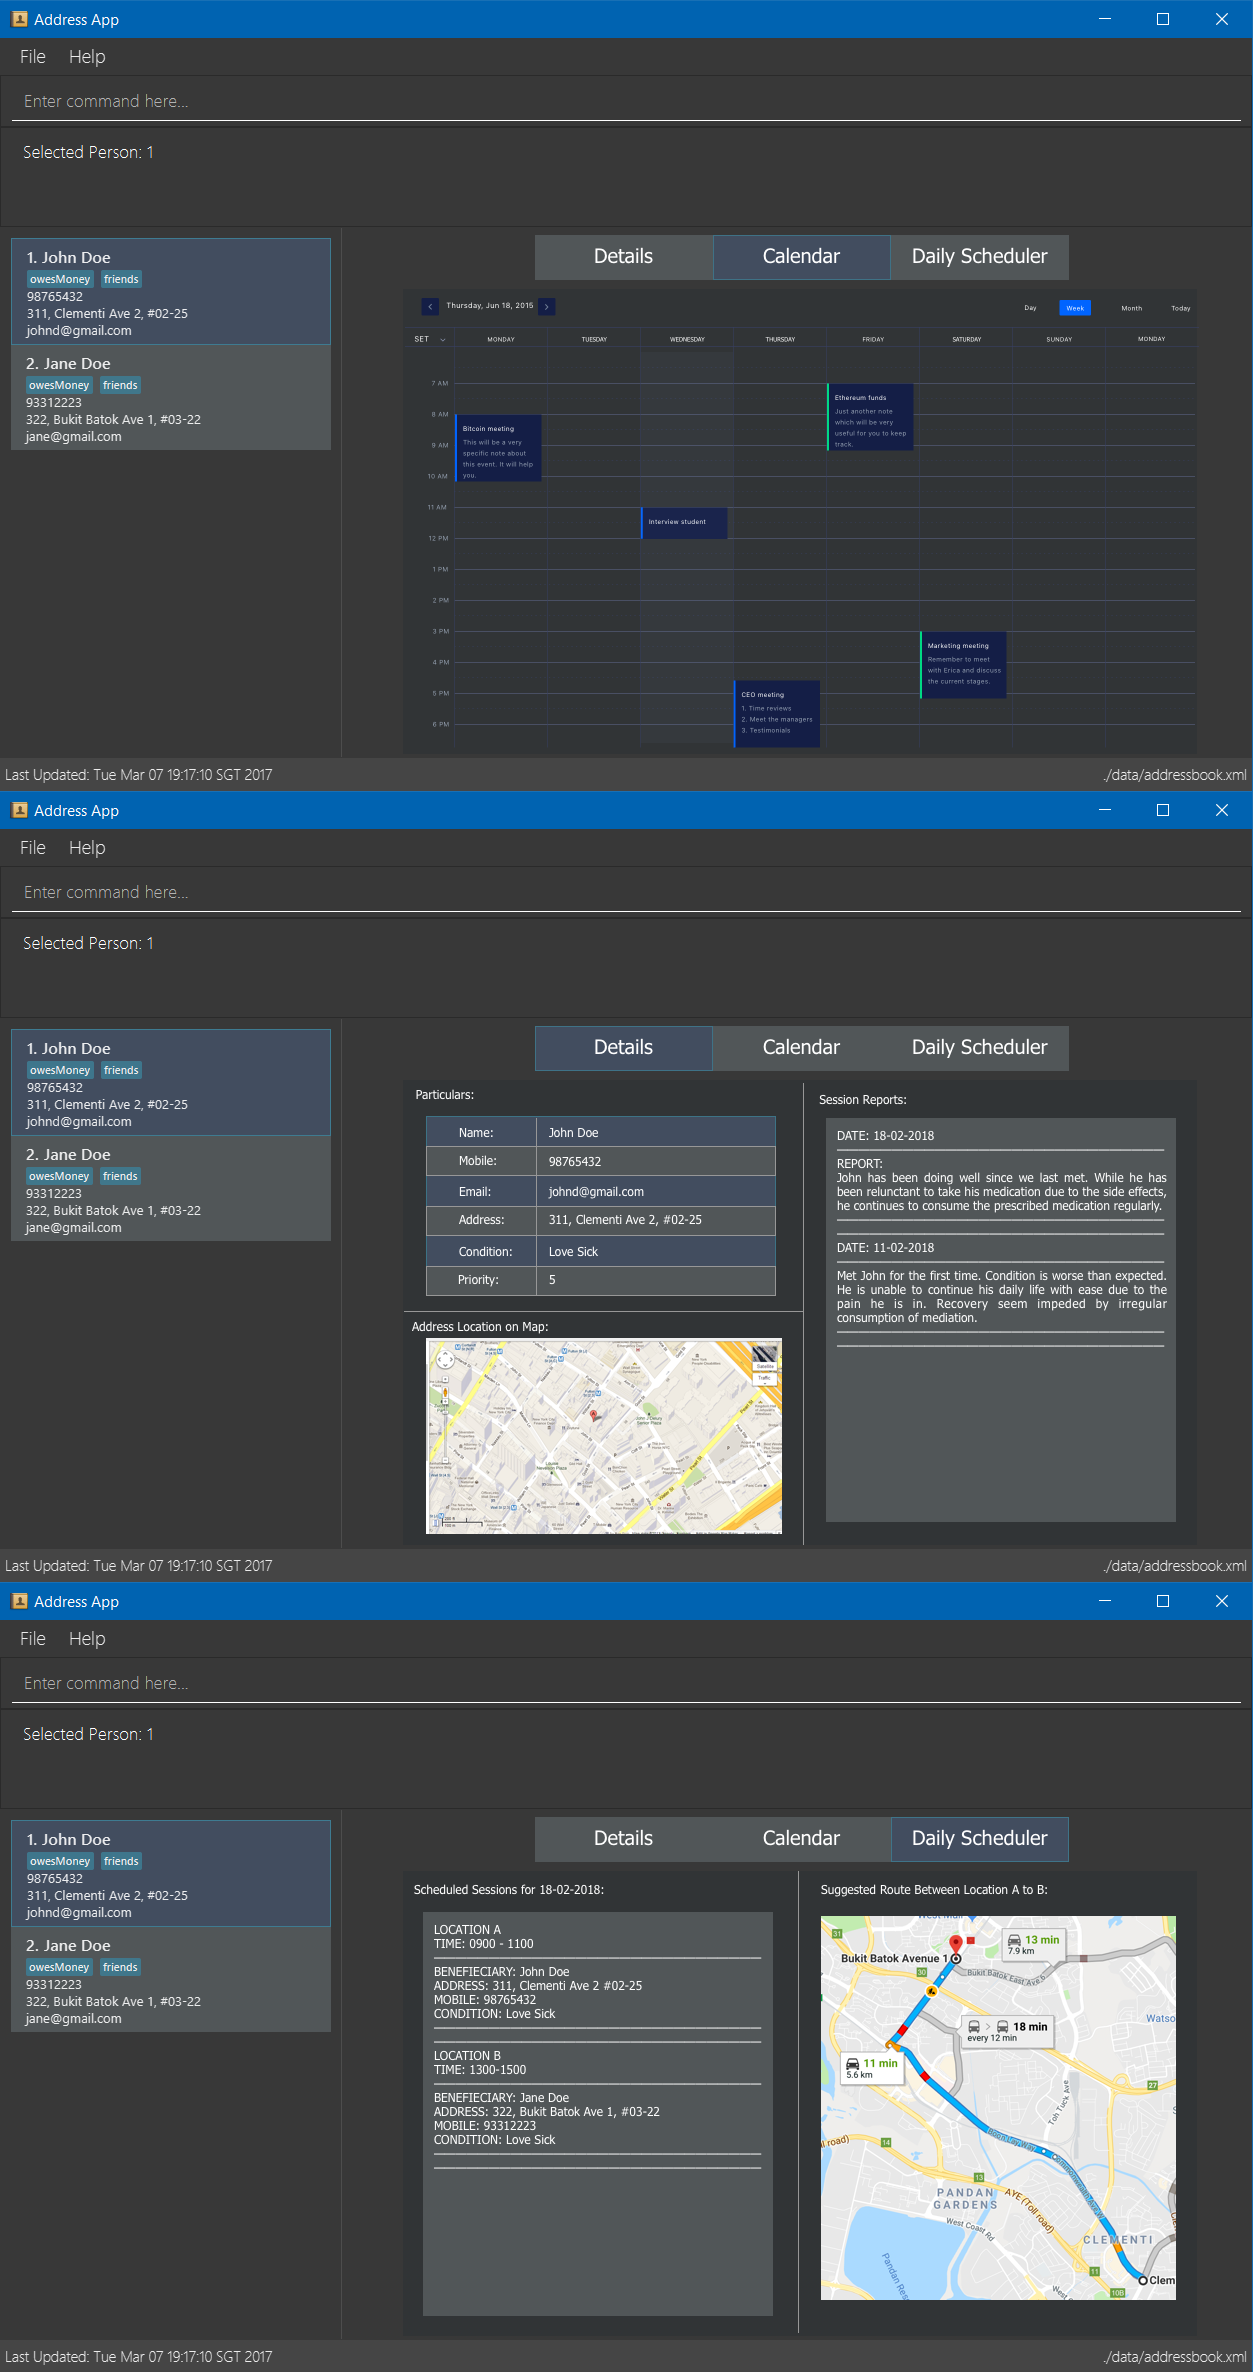 Address App
File Help
Enter command here...
Selected Person: 1
1. John Doe
owesMoney friends
98765432
311, Clementi Ave 2, #02-25
johnd@gmail.com
2. Jane Doe
owesMoney friends
93312223
322, Bukit Batok Ave 1, #03-22
jane@gmail.com
Details Calendar Daily Scheduler
Thursday, Jun 18, 2015 Day Week Month Today
SET MONDAY TUESDAY WEDNESDAY THURSDAY FRIDAY SATURDAY SUNDAY MONDAY
7 AM
8 AM
9 AM
10 AM
11 AM
12 PM
1 PM
2 PM
3 PM
4 PM
5 PM
6 PM
Bitcoin meeting
This will be a very
specific note about
this event. It will help
you.
Interview student
CEO meeting
1. Time reviews
2. Meet the managers
3. Testimonials
Ethereum funds
Just another note
which will be very
useful for you to keep
track.
Marketing meeting
Remember to meet
with Erica and discuss
the current stages.
Last Updated: Tue Mar 07 19:17:10 SGT 2017 ./data/addressbook.xml
Address App
File Help
Enter command here...
Selected Person: 1
1. John Doe
owesMoney friends
98765432
311, Clementi Ave 2, #02-25
johnd@gmail.com
2. Jane Doe
owesMoney friends
93312223
322, Bukit Batok Ave 1, #03-22
jane@gmail.com
Details Calendar Daily Scheduler
Particulars:
Name: John Doe
Mobile: 98765432
Email: johnd@gmail.com
Address: 311, Clementi Ave 2, #02-25
Condition: Love Sick
Priority: 5
Address Location on Map:
Satellite
Traffic
Session Reports:
DATE: 18-02-2018
REPORT:
John has been doing well since we last met. While he has
been relunctant to take his medication due to the side effects,
he continues to consume the prescribed medication regularly.
DATE: 11-02-2018
Met John for the first time. Condition is worse than expected.
He is unable to continue his daily life with ease due to the
pain he is in. Recovery seem impeded by irregular
consumption of mediation.
Last Updated: Tue Mar 07 19:17:10 SGT 2017 ./data/addressbook.xml
Address App
File Help
Enter command here...
Selected Person: 1
1. John Doe
owesMoney friends
98765432
311, Clementi Ave 2, #02-25
johnd@gmail.com
2. Jane Doe
owesMoney friends
93312223
322, Bukit Batok Ave 1, #03-22
jane@gmail.com
Details Calendar Daily Scheduler
Scheduled Sessions for 18-02-2018:
LOCATION A
TIME: 0900 - 1100
BENEFIECIARY: John Doe
ADDRESS: 311, Clementi Ave 2 #02-25
MOBILE: 98765432
CONDITION: Love Sick
LOCATION B
TIME: 1300-1500
BENEFIECIARY: Jane Doe
ADDRESS: 322, Bukit Batok Ave 1, #03-22
MOBILE: 93312223
CONDITION: Love Sick
Suggested Route Between Location A to B:
West Mall
31
13 min
7.9 km
Bukit Batok Avenue 1
30
Bukit Batok East Ave 6
18 min
every 12 min
Watso
11 min
5.6 km
27
Toh Tuck Ave
14
ll road)
Boon Lay Way
Commonwealth Ave W
13
PANDAN
GARDENS
AYE (Toll road)
West Coast Rd
CLEMENTI
Pandan Res
11
Clem
10B
West
Last Updated: Tue Mar 07 19:17:10 SGT 2017 ./data/addressbook.xml